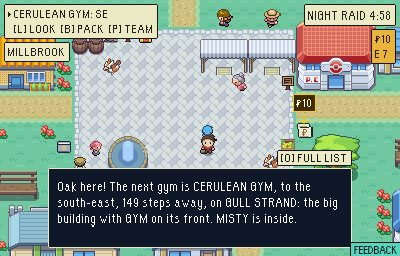 ▸CERULEAN GYM: SE
[L]LOOK [B]PACK [P]TEAM
NIGHT RAID 4:58
MILLBROOK
₽10
E 7
P.C
₽10
P
[O]FULL LIST
Oak here! The next gym is CERULEAN GYM, to the
south-east, 149 steps away, on GULL STRAND: the big
building with GYM on its front. MISTY is inside.
FEEDBACK